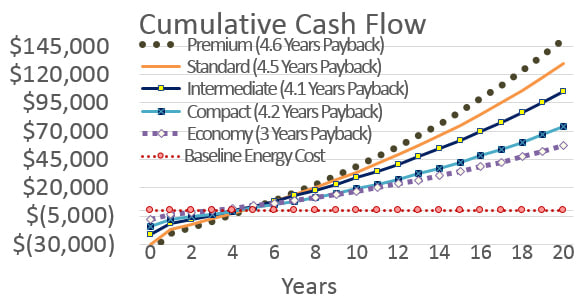 Cumulative Cash Flow
$145,000
Premium (4.6 Years Payback)
$120,000
Standard (4.5 Years Payback)
$95,000
Intermediate (4.1 Years Payback)
$70,000
Compact (4.2 Years Payback)
$45,000
Economy (3 Years Payback)
$20,000
Baseline Energy Cost
$(5,000)
$(30,000)
0 2 4 6 8 10 12 14 16 18 20
Years